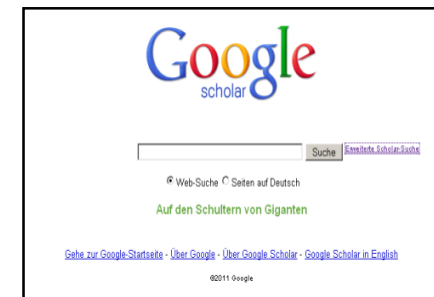 Google
scholar
Suche Erweiterte Scholar-Suche
Web-Suche Seiten auf Deutsch
Auf den Schultern von Giganten
Gehe zur Google-Startseite - Über Google - Über Google Scholar - Google Scholar in English
©2011 Google